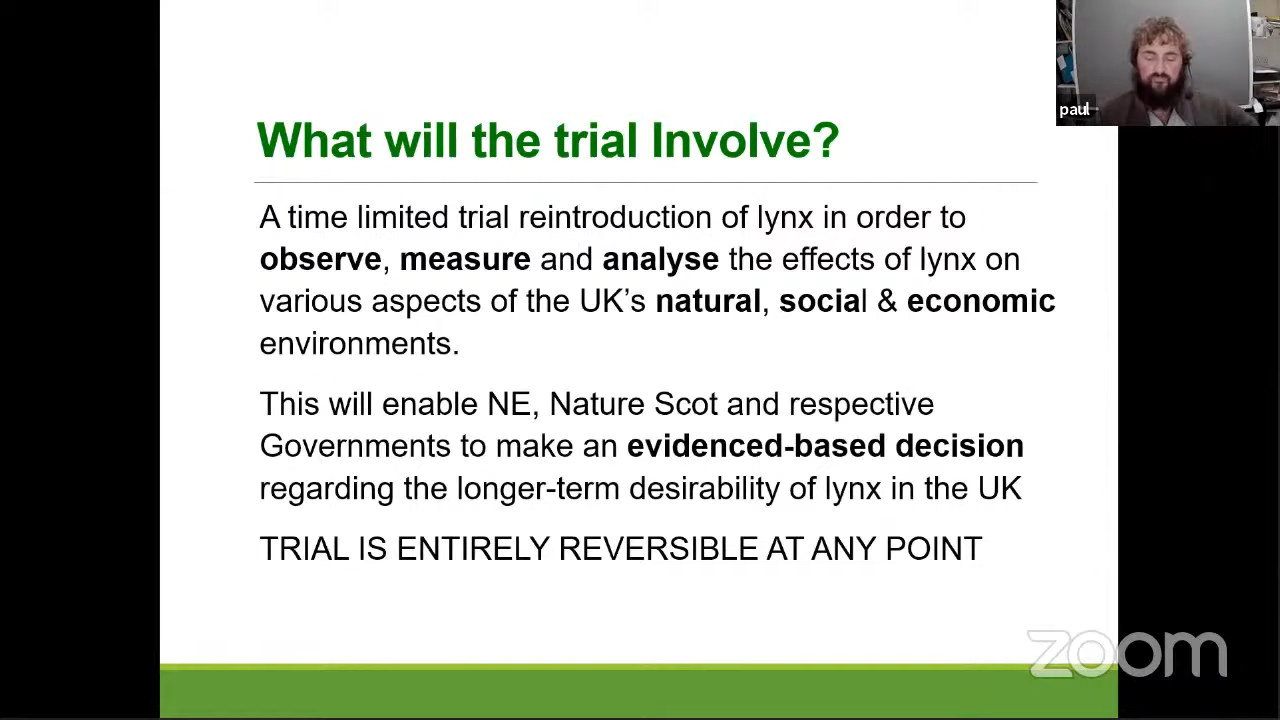 What will the trial Involve?
paul
A time limited trial reintroduction of lynx in order to
observe, measure and analyse the effects of lynx on
various aspects of the UK’s natural, social & economic
environments.
This will enable NE, Nature Scot and respective
Governments to make an evidenced-based decision
regarding the longer-term desirability of lynx in the UK
TRIAL IS ENTIRELY REVERSIBLE AT ANY POINT
zoom